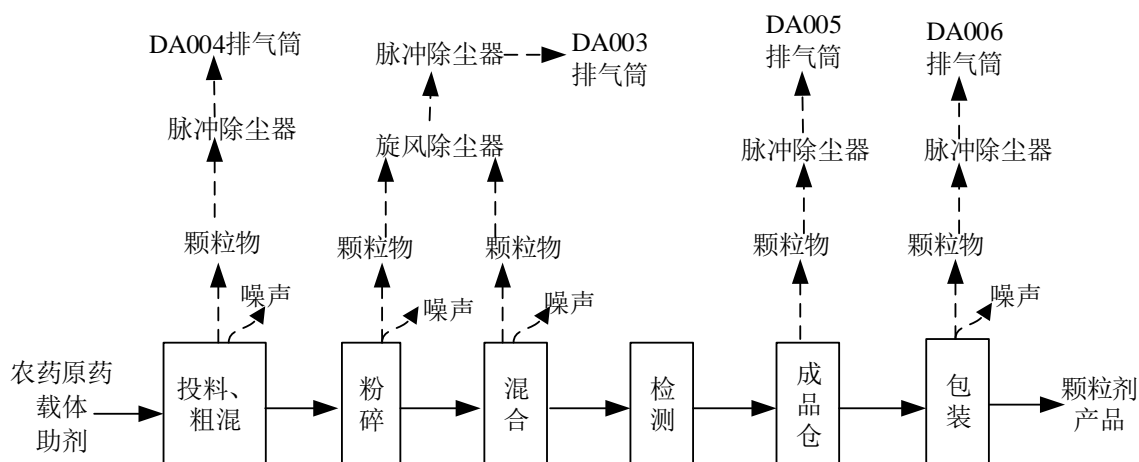 DA004排气筒
脉冲除尘器
DA003
排气筒
DA005
排气筒
DA006
排气筒
脉冲除尘器
旋风除尘器
脉冲除尘器
脉冲除尘器
颗粒物
颗粒物
颗粒物
颗粒物
颗粒物
噪声
噪声
噪声
噪声
农药原药
载体
助剂
投料、
粗混
粉碎
混合
检测
成品仓
包装
颗粒剂
产品